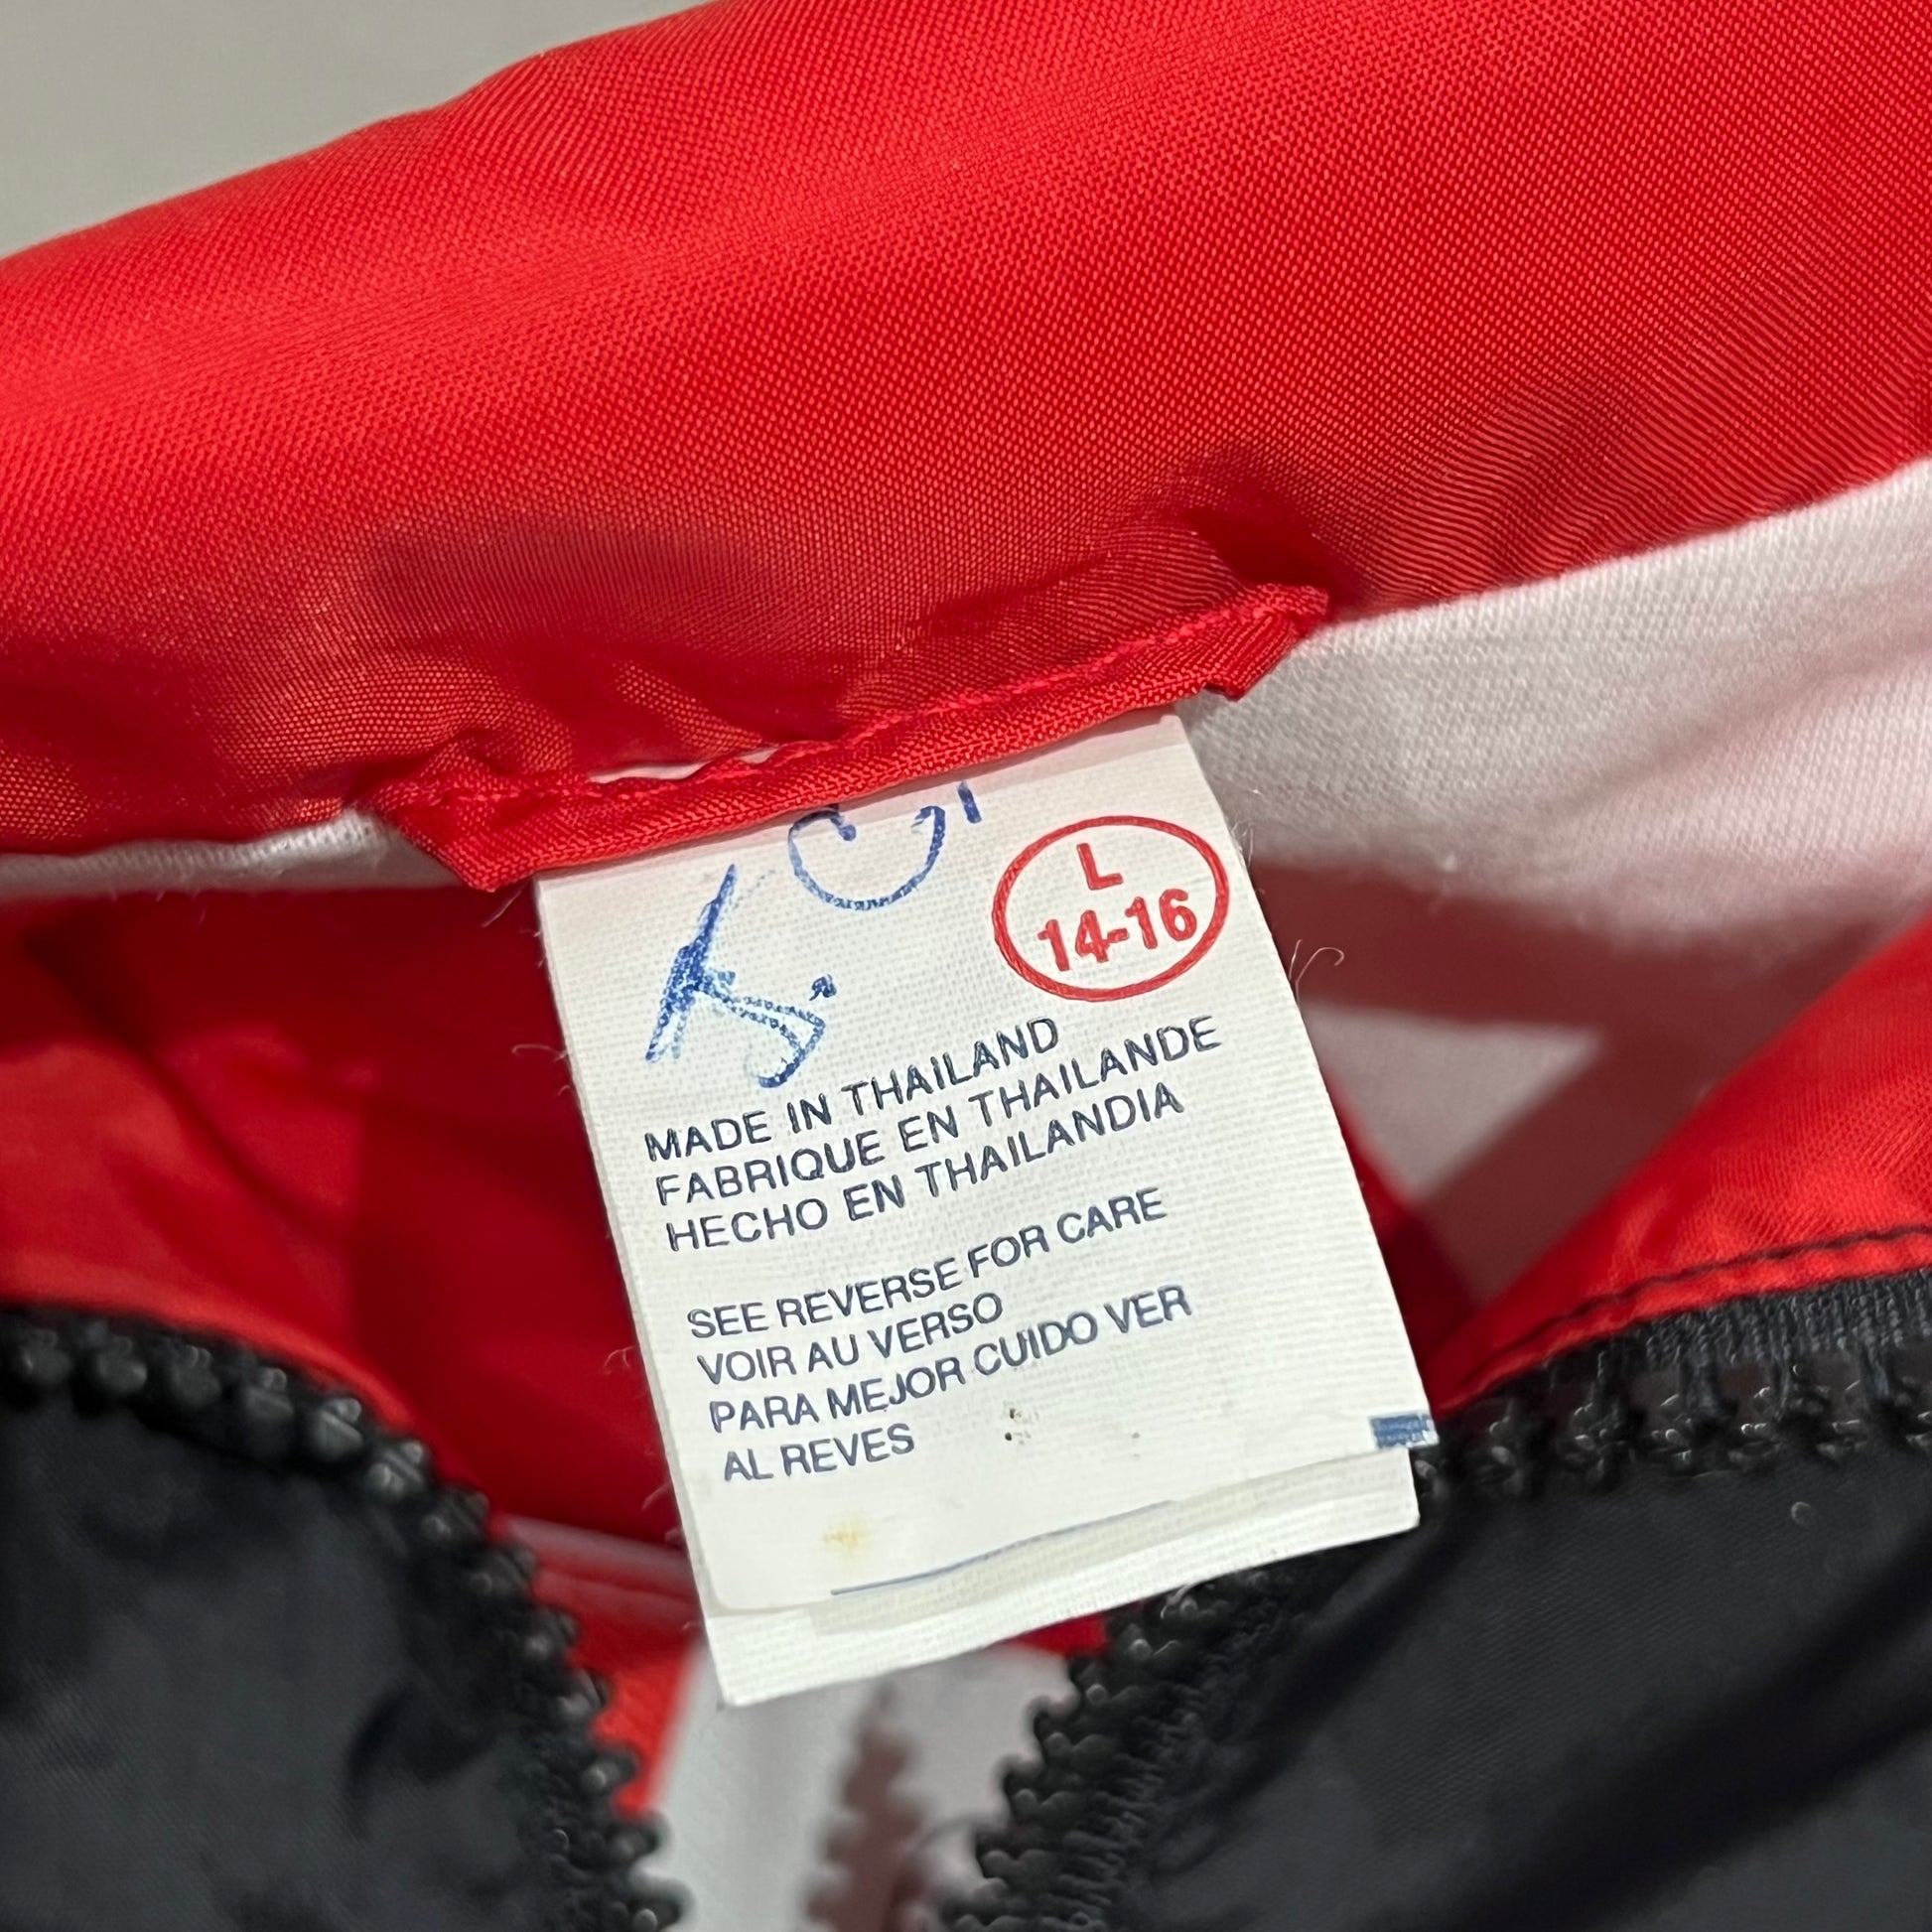 L
14-16
MADE IN THAILAND
FABRIQUE EN THAILANDE
HECHO EN THAILANDIA
SEE REVERSE FOR CARE
VOIR AU VERSO
PARA MEJOR CUIDO VER
AL REVES